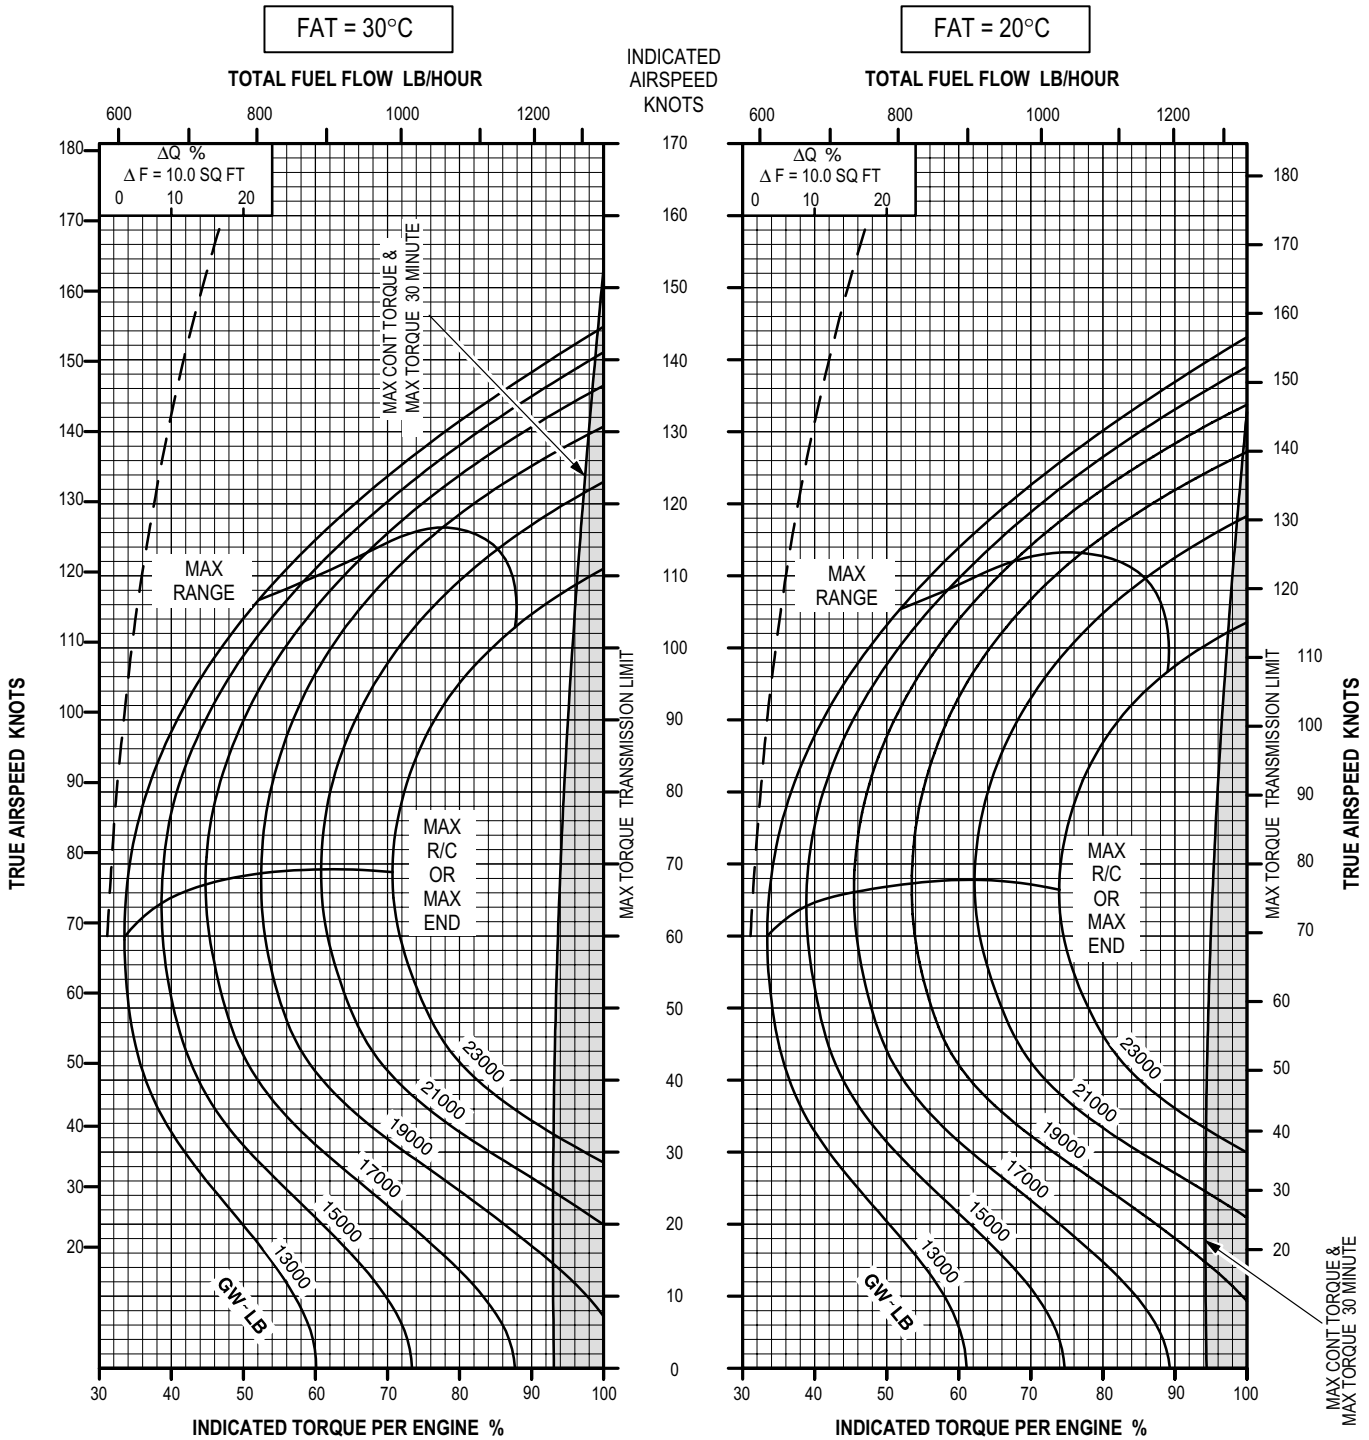 FAT = 30°C
FAT = 20°C
TOTAL FUEL FLOW LB/HOUR
INDICATED
AIRSPEED
KNOTS
TOTAL FUEL FLOW LB/HOUR
600 800 1000 1200
600 800 1000 1200
ΔQ %
Δ F = 10.0 SQ FT
0 10 20
ΔQ %
Δ F = 10.0 SQ FT
0 10 20
180
170
160
150
140
130
120
110
100
90
80
70
60
50
40
30
20
TRUE AIRSPEED KNOTS
MAX CONT TORQUE &
MAX TORQUE 30 MINUTE
MAX
RANGE
MAX
R/C
OR
MAX
END
MAX TORQUE TRANSMISSION LIMIT
23000
21000
19000
17000
15000
13000
GW~LB
30 40 50 60 70 80 90 100
INDICATED TORQUE PER ENGINE %
170
160
150
140
130
120
110
100
90
80
70
60
50
40
30
20
10
0
MAX
RANGE
MAX
R/C
OR
MAX
END
MAX TORQUE TRANSMISSION LIMIT
23000
21000
19000
17000
15000
13000
GW~LB
30 40 50 60 70 80 90 100
INDICATED TORQUE PER ENGINE %
180
170
160
150
140
130
120
110
100
90
80
70
60
50
40
30
20
TRUE AIRSPEED KNOTS
MAX CONT TORQUE &
MAX TORQUE 30 MINUTE